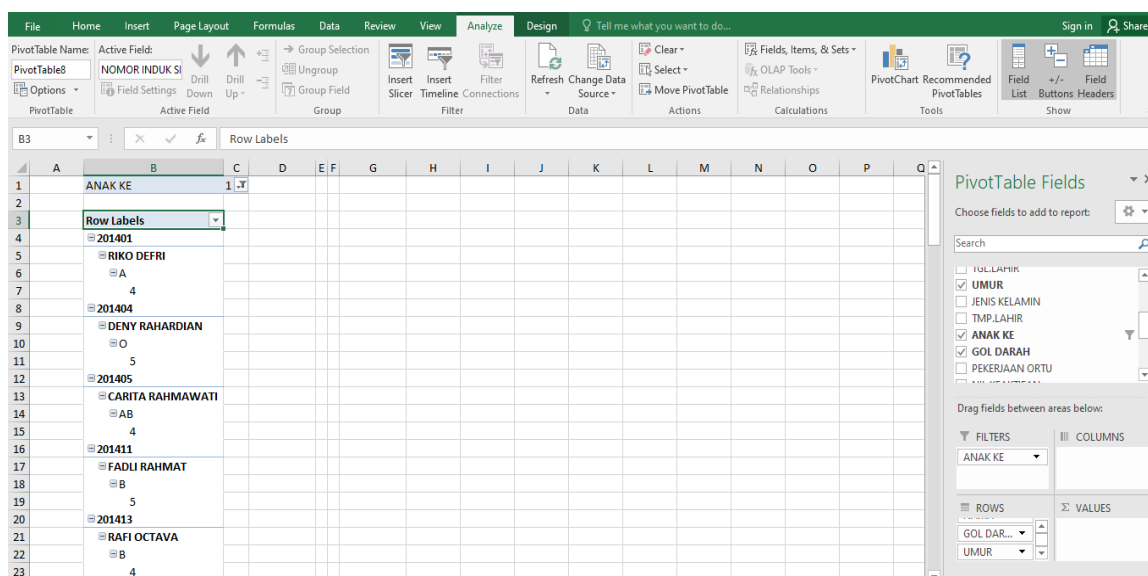 File Home Insert Page Layout Formulas Data Review View Analyze Design Tell me what you want to do... Sign in Share
PivotTable Name: Active Field:
PivotTable8 NOMOR INDUK SI
Options Field Settings
Drill Down Drill Up
Group Selection
Ungroup
Group Field
Insert Slicer Insert Timeline Filter Connections
Refresh Change Data Source
Clear
Select
Move PivotTable
Fields, Items, & Sets
OLAP Tools
Relationships
PivotChart Recommended PivotTables
Field List +/- Buttons Field Headers
PivotTable Active Field Group Filter Data Actions Calculations Tools Show
B3 fx Row Labels
A B C D E F G H I J K L M N O P Q
1 ANAK KE 1
2
3 Row Labels
4 201401
5 RIKO DEFRI
6 A
7 4
8 201404
9 DENY RAHARDIAN
10 O
11 5
12 201405
13 CARITA RAHMAWATI
14 AB
15 4
16 201411
17 FADLI RAHMAT
18 B
19 5
20 201413
21 RAFI OCTAVA
22 B
23 4
PivotTable Fields
Choose fields to add to report:
Search
TGL.LAHIR
UMUR
JENIS KELAMIN
TMP.LAHIR
ANAK KE
GOL DARAH
PEKERJAAN ORTU
Drag fields between areas below:
FILTERS COLUMNS
ANAK KE
ROWS Σ VALUES
GOL DAR...
UMUR